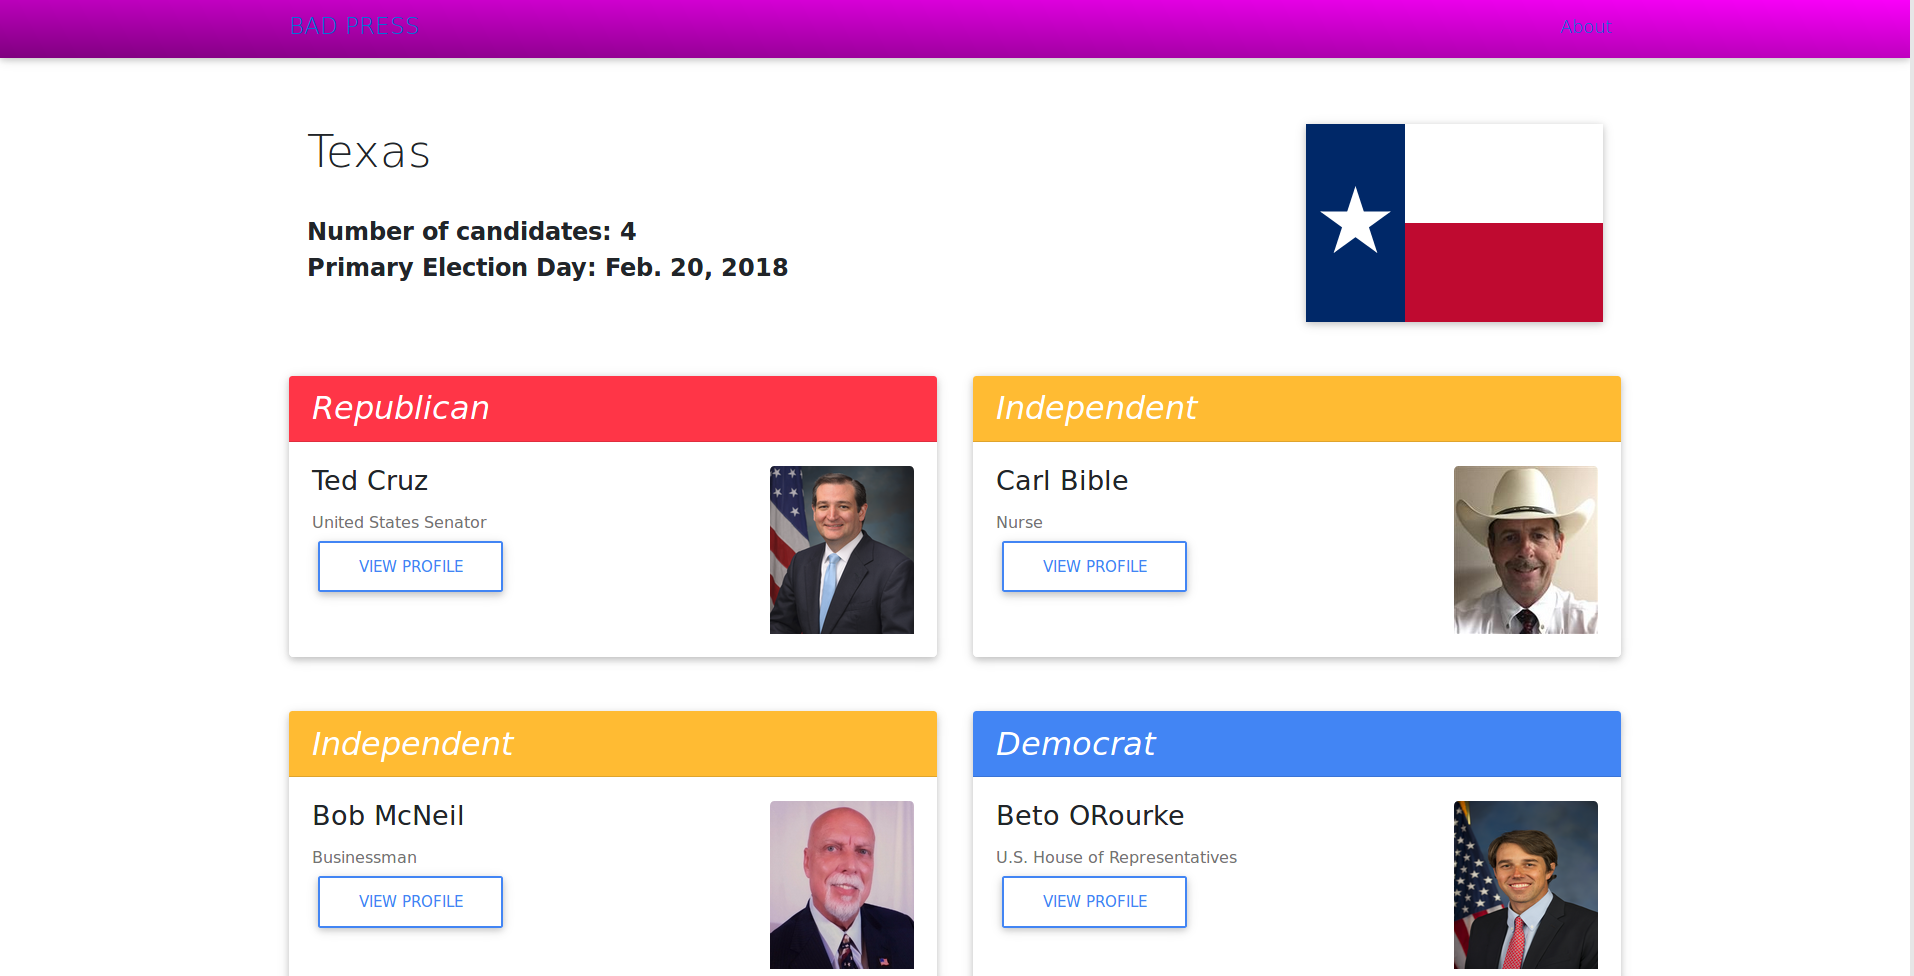 BAD PRESS
About
Texas
Number of candidates: 4
Primary Election Day: Feb. 20, 2018
Republican
Ted Cruz
United States Senator
VIEW PROFILE
Independent
Carl Bible
Nurse
VIEW PROFILE
Independent
Bob McNeil
Businessman
VIEW PROFILE
Democrat
Beto ORourke
U.S. House of Representatives
VIEW PROFILE